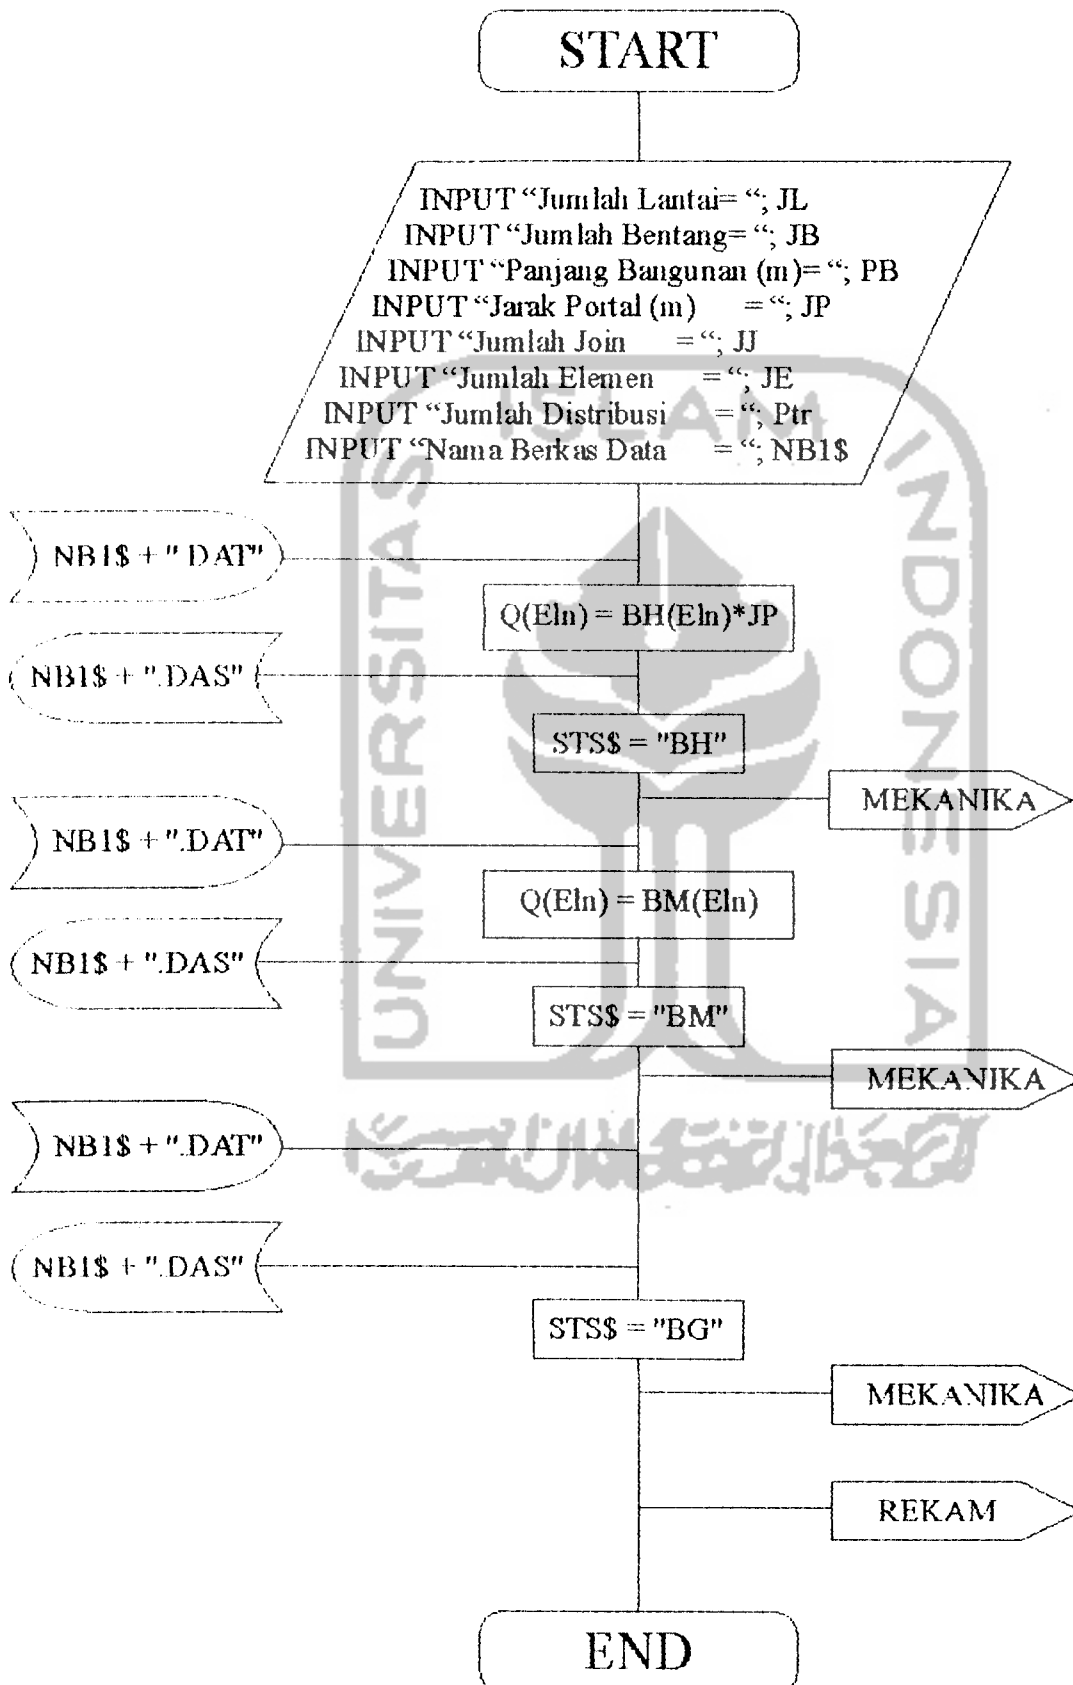 START
INPUT “Jumlah Lantai= “; JL
INPUT “Jumlah Bentang= “; JB
INPUT “Panjang Bangunan (m)= “; PB
INPUT “Jarak Portal (m) = “; JP
INPUT “Jumlah Join = “; JJ
INPUT “Jumlah Elemen = “; JE
INPUT “Jumlah Distribusi = “; Ptr
INPUT “Nama Berkas Data = “; NB1$
NB1$ + ".DAT"
Q(Eln) = BH(Eln)*JP
NB1$ + ".DAS"
STS$ = "BH"
MEKANIKA
NB1$ + ".DAT"
Q(Eln) = BM(Eln)
NB1$ + ".DAS"
STS$ = "BM"
MEKANIKA
NB1$ + ".DAT"
NB1$ + ".DAS"
STS$ = "BG"
MEKANIKA
REKAM
END
UNIVERSITAS
ISLAM
INDONESIA